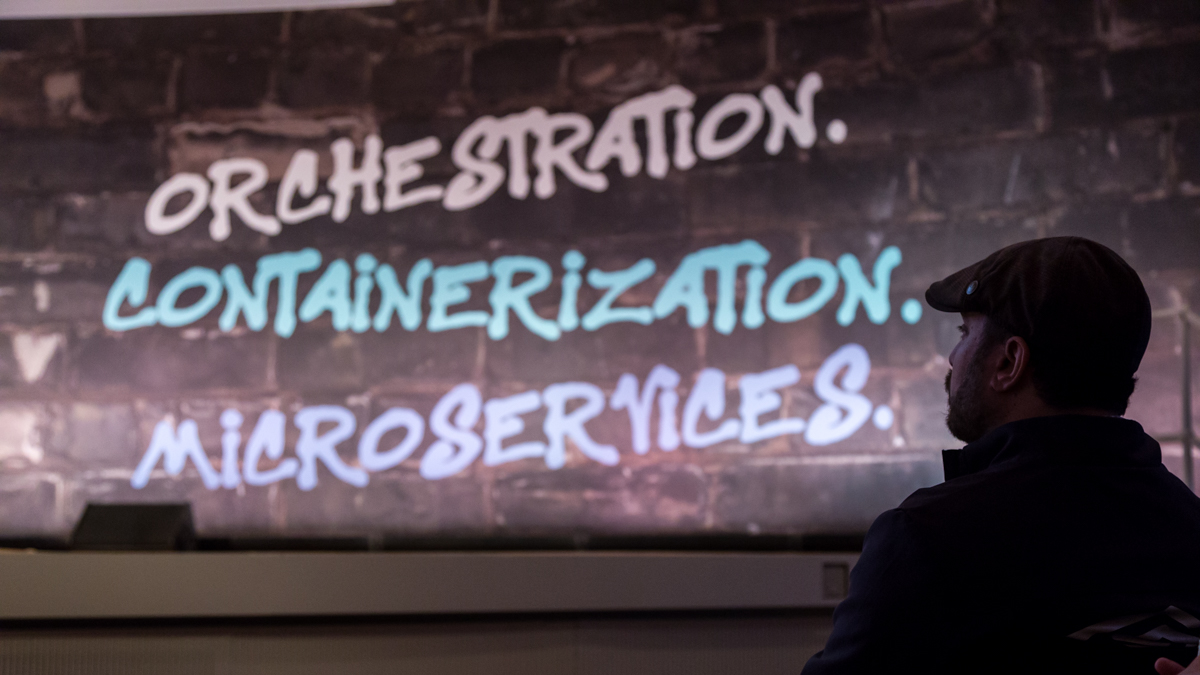 ORCHESTRATION.
CONTAINERIZATION.
MICROSERVICES.